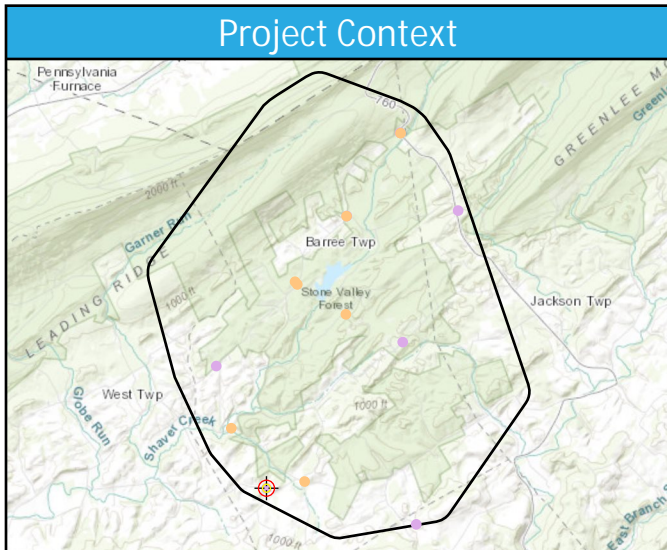 Project Context
Pennsylvania
Furnace
760
GREENLEE M
Greenle
2000 ft
Garner Run
Barree Twp
LEADING RIDGE
1000 ft
Stone Valley
Forest
Jackson Twp
West Twp
Globe Run
Shaver Creek
1000 ft
1000 ft
East Branch S